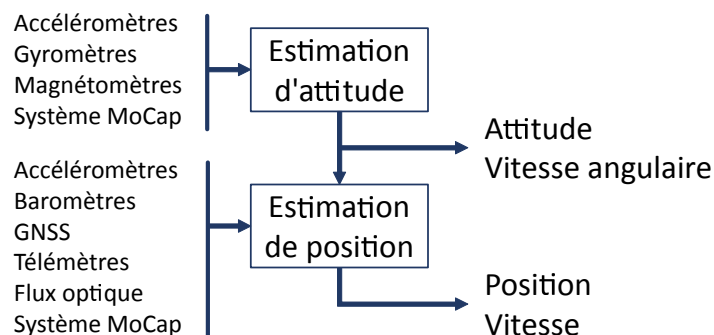 Accéléromètres
Gyromètres
Magnétomètres
Système MoCap
Estimation
d'attitude
Attitude
Vitesse angulaire
Accéléromètres
Baromètres
GNSS
Télémètres
Flux optique
Système MoCap
Estimation
de position
Position
Vitesse